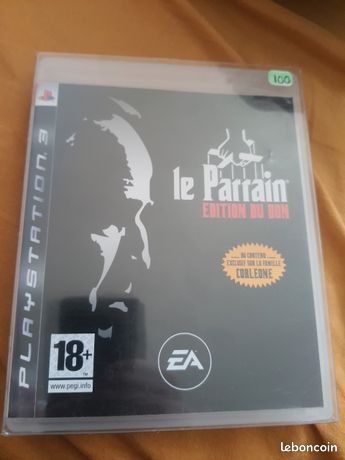 100
PLAYSTATION 3
le Parrain
EDITION DU DON
UN CONTENU
EXCLUSIF SUR LA FAMILLE
CORLEONE
18+
www.pegi.info
EA
leboncoin